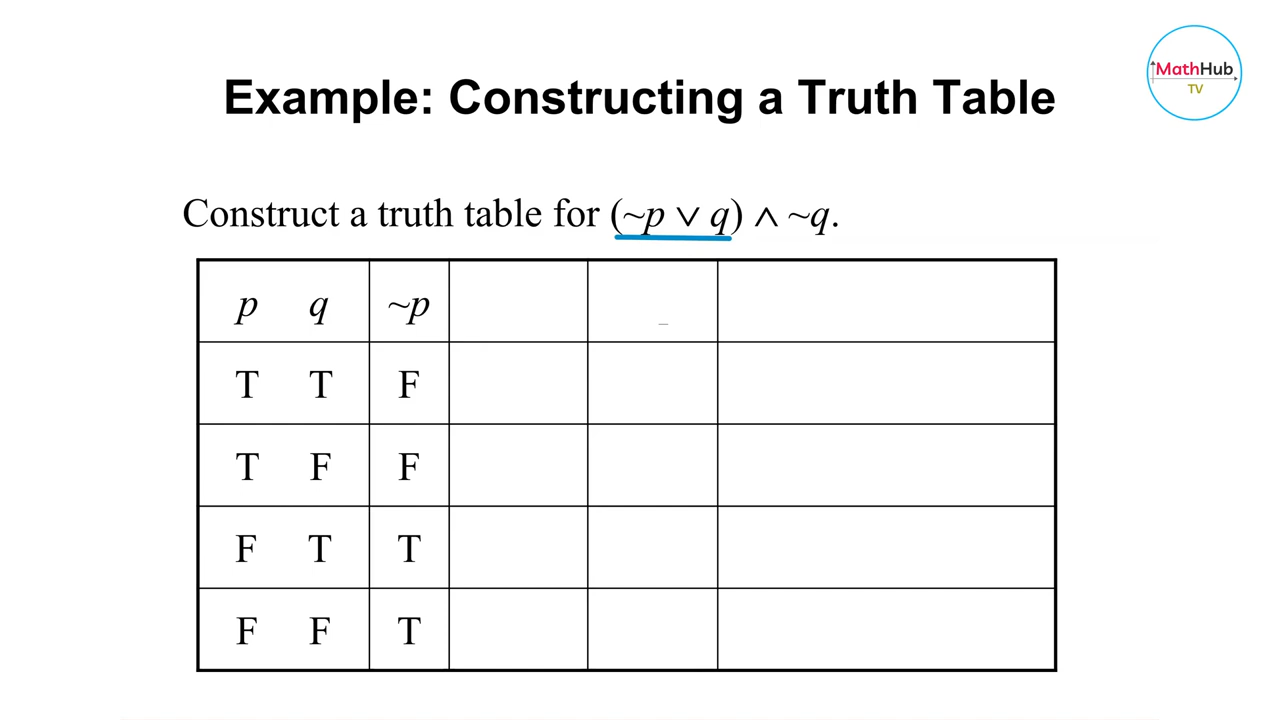 MathHub
TV
Example: Constructing a Truth Table
Construct a truth table for (~p ∨ q) ∧ ~q.
p q ~p
T T F
T F F
F T T
F F T